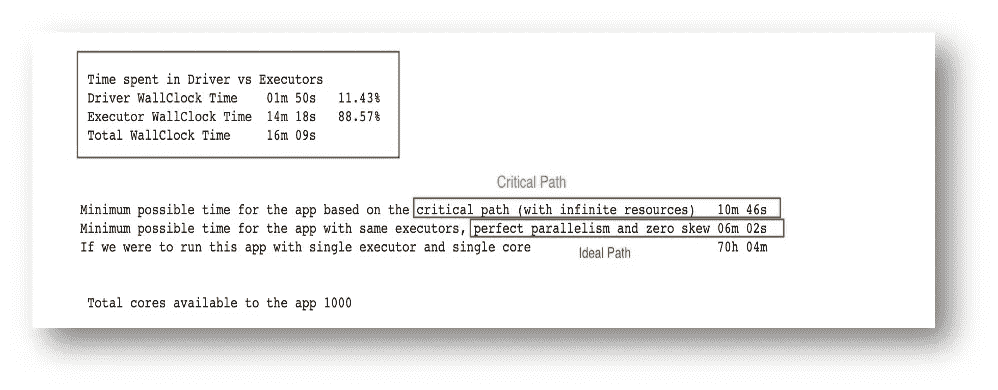 Time spent in Driver vs Executors
Driver WallClock Time 01m 50s 11.43%
Executor WallClock Time 14m 18s 88.57%
Total WallClock Time 16m 09s
Critical Path
Minimum possible time for the app based on the critical path (with infinite resources) 10m 46s
Minimum possible time for the app with same executors, perfect parallelism and zero skew 06m 02s
If we were to run this app with single executor and single core 70h 04m
Ideal Path
Total cores available to the app 1000